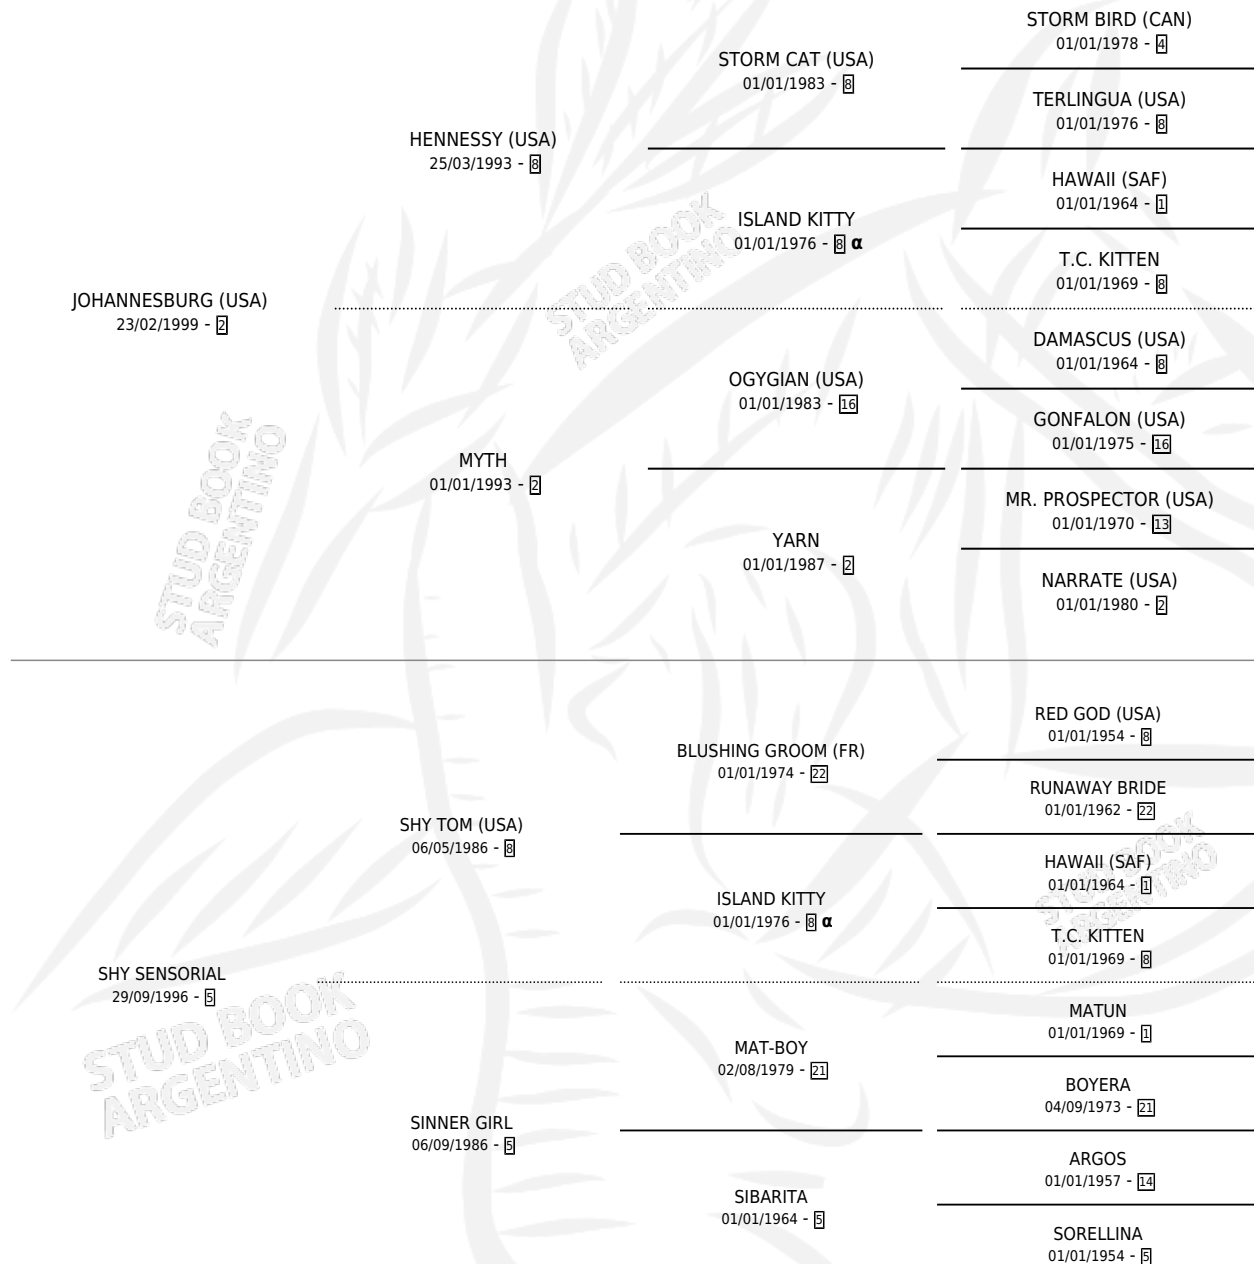 STORM BIRD (CAN)
01/01/1978 - 4
STORM CAT (USA)
01/01/1983 - 8
TERLINGUA (USA)
01/01/1976 - 8
HENNESSY (USA)
25/03/1993 - 8
HAWAII (SAF)
01/01/1964 - 1
ISLAND KITTY
01/01/1976 - 8 α
T.C. KITTEN
01/01/1969 - 8
JOHANNESBURG (USA)
23/02/1999 - 2
DAMASCUS (USA)
01/01/1964 - 8
OGYGIAN (USA)
01/01/1983 - 16
GONFALON (USA)
01/01/1975 - 16
MYTH
01/01/1993 - 2
MR. PROSPECTOR (USA)
01/01/1970 - 13
YARN
01/01/1987 - 2
NARRATE (USA)
01/01/1980 - 2
RED GOD (USA)
01/01/1954 - 8
BLUSHING GROOM (FR)
01/01/1974 - 22
RUNAWAY BRIDE
01/01/1962 - 22
SHY TOM (USA)
06/05/1986 - 8
HAWAII (SAF)
01/01/1964 - 1
ISLAND KITTY
01/01/1976 - 8 α
T.C. KITTEN
01/01/1969 - 8
SHY SENSORIAL
29/09/1996 - 5
MATUN
01/01/1969 - 1
MAT-BOY
02/08/1979 - 21
BOYERA
04/09/1973 - 21
SINNER GIRL
06/09/1986 - 5
ARGOS
01/01/1957 - 14
SIBARITA
01/01/1964 - 5
SORELLINA
01/01/1954 - 5
STUD BOOK
ARGENTINO
STUD BOOK
ARGENTINO
STUD BOOK
ARGENTINO
STUD BOOK
ARGENTINO